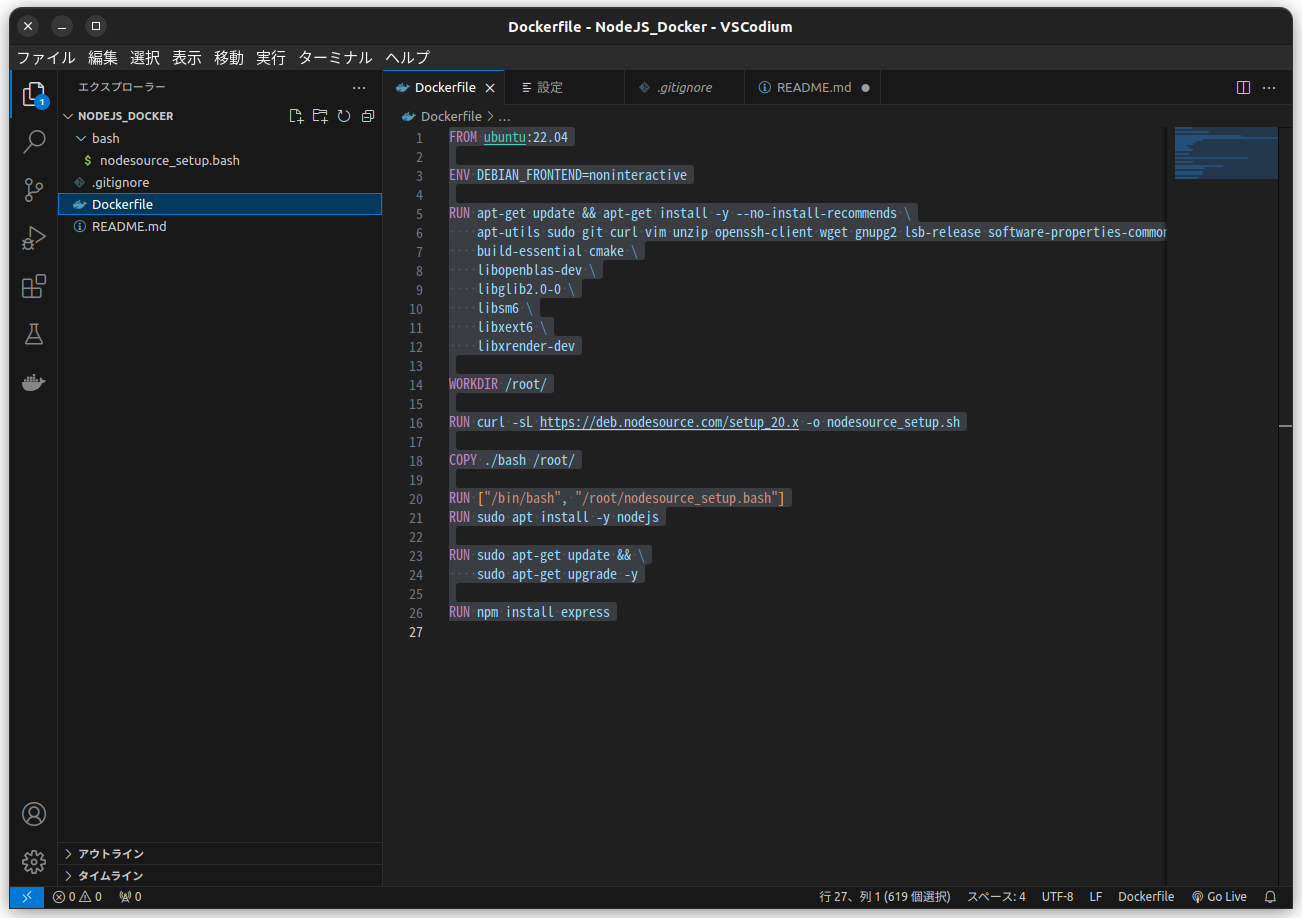 Dockerfile - NodeJS_Docker - VSCodium
ファイル 編集 選択 表示 移動 実行 ターミナル ヘルプ
エクスプローラー
NODEJS_DOCKER
bash
$ nodesource_setup.bash
.gitignore
Dockerfile
README.md
アウトライン
タイムライン
1
Dockerfile 設定 .gitignore README.md
Dockerfile > ...
1 FROM ubuntu:22.04
2
3 ENV DEBIAN_FRONTEND=noninteractive
4
5 RUN apt-get update && apt-get install -y --no-install-recommends \
6     apt-utils sudo git curl vim unzip openssh-client wget gnupg2 lsb-release software-properties-common
7     build-essential cmake \
8     libopenblas-dev \
9     libglib2.0-0 \
10     libsm6 \
11     libxext6 \
12     libxrender-dev
13
14 WORKDIR /root/
15
16 RUN curl -sL https://deb.nodesource.com/setup_20.x -o nodesource_setup.sh
17
18 COPY ./bash /root/
19
20 RUN ["/bin/bash", "/root/nodesource_setup.bash"]
21 RUN sudo apt install -y nodejs
22
23 RUN sudo apt-get update && \
24     sudo apt-get upgrade -y
25
26 RUN npm install express
27
0 0 0 行 27、列 1 (619 個選択) スペース: 4 UTF-8 LF Dockerfile Go Live